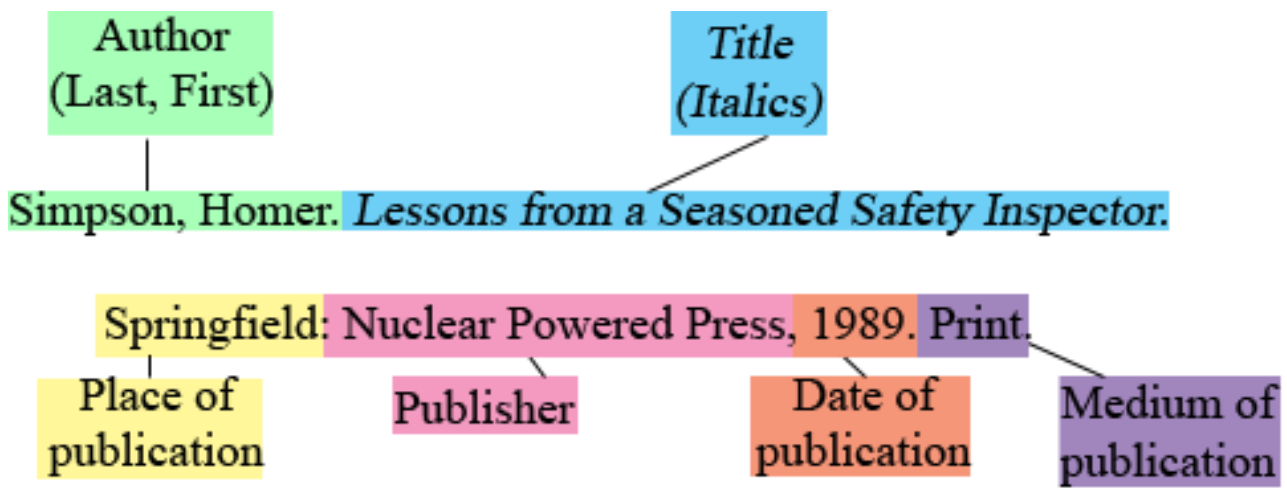 Author
(Last, First)
Title
(Italics)
Simpson, Homer. Lessons from a Seasoned Safety Inspector.
Springfield: Nuclear Powered Press, 1989. Print.
Place of
publication
Publisher
Date of
publication
Medium of
publication